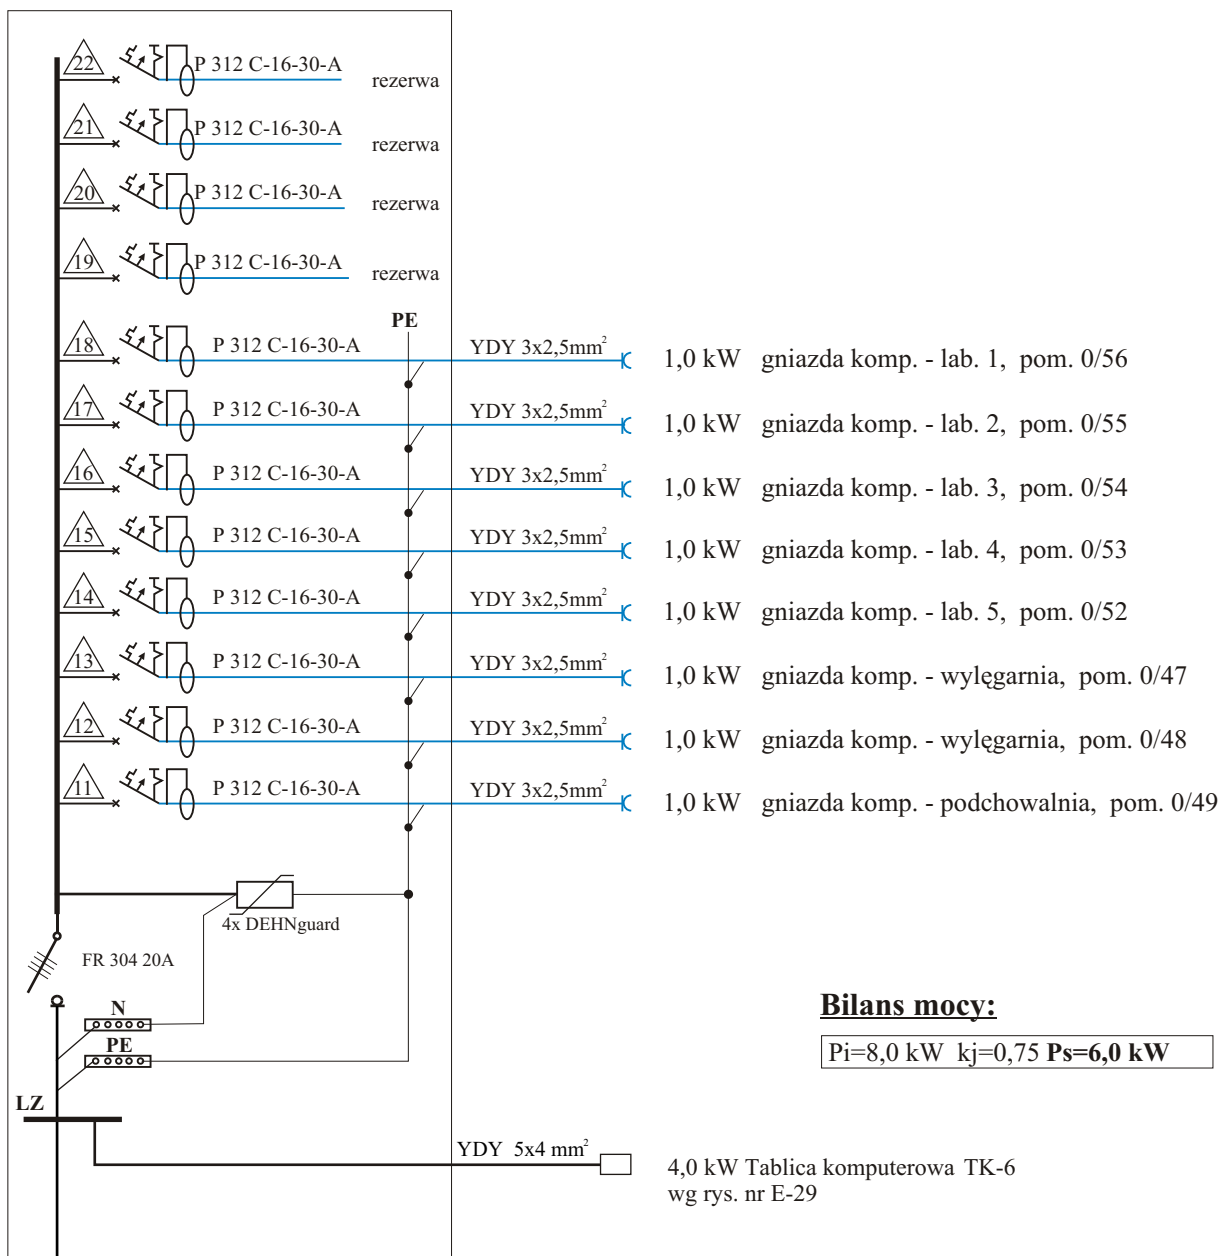 22 P 312 C-16-30-A rezerwa
21 P 312 C-16-30-A rezerwa
20 P 312 C-16-30-A rezerwa
19 P 312 C-16-30-A rezerwa
PE
18 P 312 C-16-30-A YDY 3x2,5mm² 1,0 kW gniazda komp. - lab. 1, pom. 0/56
17 P 312 C-16-30-A YDY 3x2,5mm² 1,0 kW gniazda komp. - lab. 2, pom. 0/55
16 P 312 C-16-30-A YDY 3x2,5mm² 1,0 kW gniazda komp. - lab. 3, pom. 0/54
15 P 312 C-16-30-A YDY 3x2,5mm² 1,0 kW gniazda komp. - lab. 4, pom. 0/53
14 P 312 C-16-30-A YDY 3x2,5mm² 1,0 kW gniazda komp. - lab. 5, pom. 0/52
13 P 312 C-16-30-A YDY 3x2,5mm² 1,0 kW gniazda komp. - wylęgarnia, pom. 0/47
12 P 312 C-16-30-A YDY 3x2,5mm² 1,0 kW gniazda komp. - wylęgarnia, pom. 0/48
11 P 312 C-16-30-A YDY 3x2,5mm² 1,0 kW gniazda komp. - podchowalnia, pom. 0/49
4x DEHNguard
FR 304 20A
N
PE
Bilans mocy:
Pi=8,0 kW kj=0,75 Ps=6,0 kW
LZ
YDY 5x4 mm²
4,0 kW Tablica komputerowa TK-6
wg rys. nr E-29